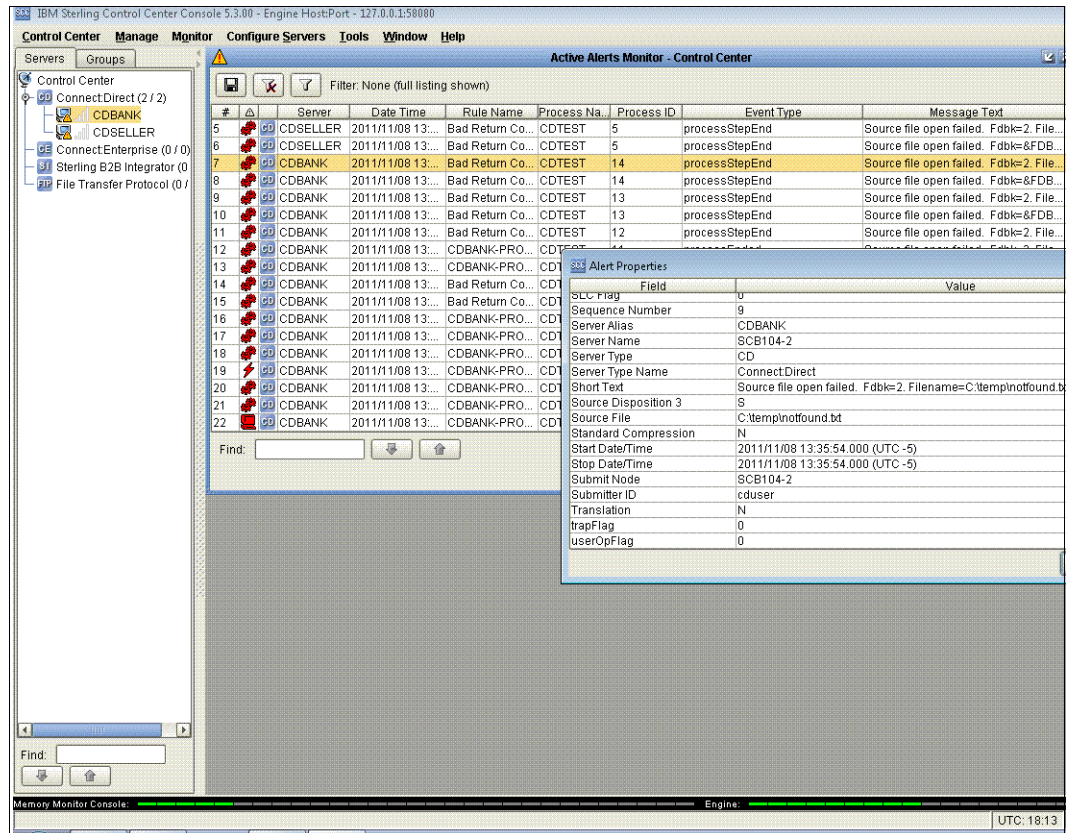 IBM Sterling Control Center Console 5.3.00 - Engine Host:Port - 127.0.0.1:58080
Control Center Manage Monitor Configure Servers Tools Window Help
Servers Groups
Active Alerts Monitor - Control Center
Control Center
Connect:Direct (2 / 2)
CDBANK
CDSELLER
Connect:Enterprise (0 / 0)
Sterling B2B Integrator (0
File Transfer Protocol (0 /
Filter: None (full listing shown)
# Server Date Time Rule Name Process Na... Process ID Event Type Message Text
5 CD CDSELLER 2011/11/08 13:... Bad Return Co... CDTEST 5 processStepEnd Source file open failed. Fdbk=2. File...
6 CD CDSELLER 2011/11/08 13:... Bad Return Co... CDTEST 5 processStepEnd Source file open failed. Fdbk=&FDB...
7 CD CDBANK 2011/11/08 13:... Bad Return Co... CDTEST 14 processStepEnd Source file open failed. Fdbk=2. File...
8 CD CDBANK 2011/11/08 13:... Bad Return Co... CDTEST 14 processStepEnd Source file open failed. Fdbk=&FDB...
9 CD CDBANK 2011/11/08 13:... Bad Return Co... CDTEST 13 processStepEnd Source file open failed. Fdbk=2. File...
10 CD CDBANK 2011/11/08 13:... Bad Return Co... CDTEST 13 processStepEnd Source file open failed. Fdbk=&FDB...
11 CD CDBANK 2011/11/08 13:... Bad Return Co... CDTEST 12 processStepEnd Source file open failed. Fdbk=2. File...
12 CD CDBANK 2011/11/08 13:... CDBANK-PRO...
13 CD CDBANK 2011/11/08 13:... CDBANK-PRO... CDT
14 CD CDBANK 2011/11/08 13:... Bad Return Co... CDT
15 CD CDBANK 2011/11/08 13:... Bad Return Co... CDT
16 CD CDBANK 2011/11/08 13:... CDBANK-PRO... CDT
17 CD CDBANK 2011/11/08 13:... CDBANK-PRO... CDT
18 CD CDBANK 2011/11/08 13:... CDBANK-PRO... CDT
19 CD CDBANK 2011/11/08 13:... CDBANK-PRO... CDT
20 CD CDBANK 2011/11/08 13:... CDBANK-PRO... CDT
21 CD CDBANK 2011/11/08 13:... CDBANK-PRO... CDT
22 CD CDBANK 2011/11/08 13:... CDBANK-PRO... CDT
Find:
Alert Properties
Field Value
SLC Flag 0
Sequence Number 9
Server Alias CDBANK
Server Name SCB104-2
Server Type CD
Server Type Name Connect:Direct
Short Text Source file open failed. Fdbk=2. Filename=C:\temp\notfound.tx
Source Disposition 3 S
Source File C:\temp\notfound.txt
Standard Compression N
Start Date/Time 2011/11/08 13:35:54.000 (UTC -5)
Stop Date/Time 2011/11/08 13:35:54.000 (UTC -5)
Submit Node SCB104-2
Submitter ID cduser
Translation N
trapFlag 0
userOpFlag 0
Find:
Memory Monitor Console: Engine:
UTC: 18:13